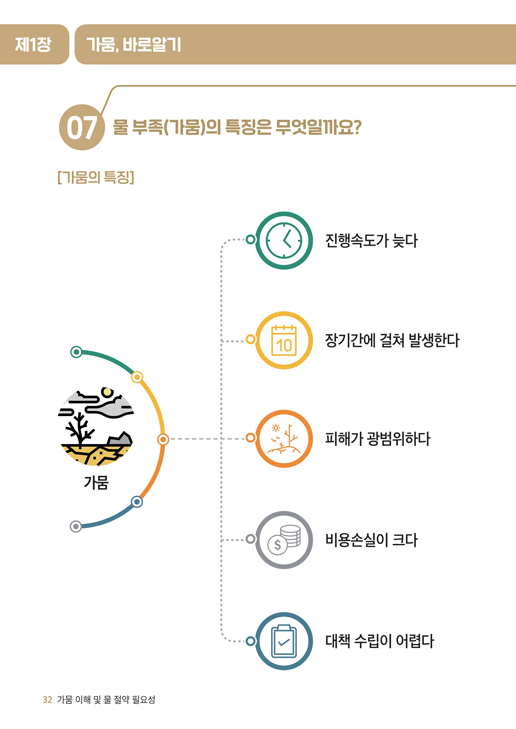 제1장
가뭄, 바로알기
07
물 부족(가뭄)의 특징은 무엇일까요?
[가뭄의 특징]
진행속도가 늦다
10
장기간에 걸쳐 발생한다
피해가 광범위하다
가뭄
$
비용손실이 크다
대책 수립이 어렵다
32 가뭄 이해 및 물 절약 필요성